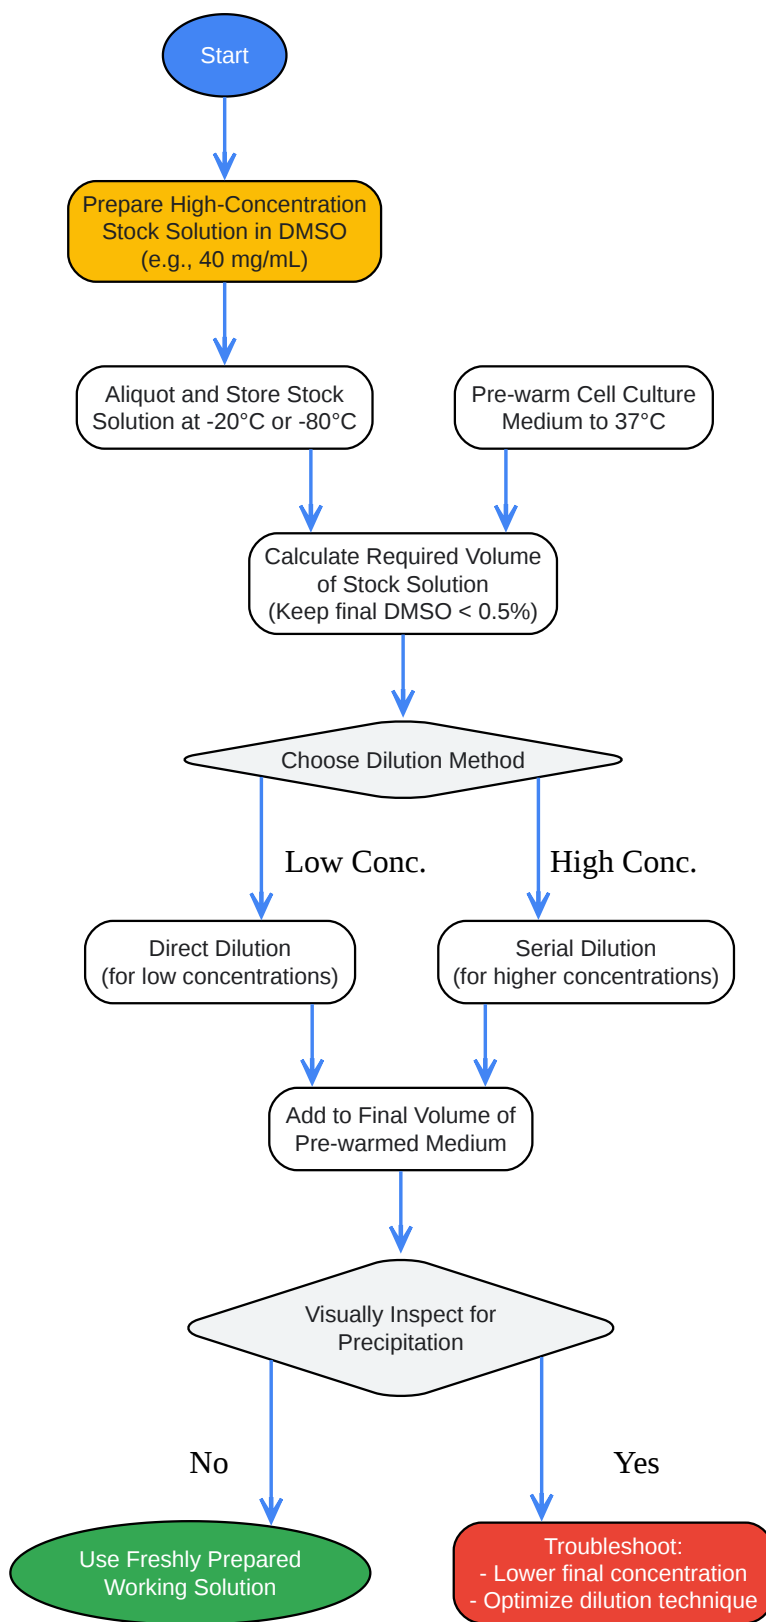 Start
Prepare High-Concentration
Stock Solution in DMSO
(e.g., 40 mg/mL)
Aliquot and Store Stock
Solution at -20°C or -80°C
Pre-warm Cell Culture
Medium to 37°C
Calculate Required Volume
of Stock Solution
(Keep final DMSO < 0.5%)
Choose Dilution Method
Low Conc.
High Conc.
Direct Dilution
(for low concentrations)
Serial Dilution
(for higher concentrations)
Add to Final Volume of
Pre-warmed Medium
Visually Inspect for
Precipitation
No
Yes
Use Freshly Prepared
Working Solution
Troubleshoot:
- Lower final concentration
- Optimize dilution technique